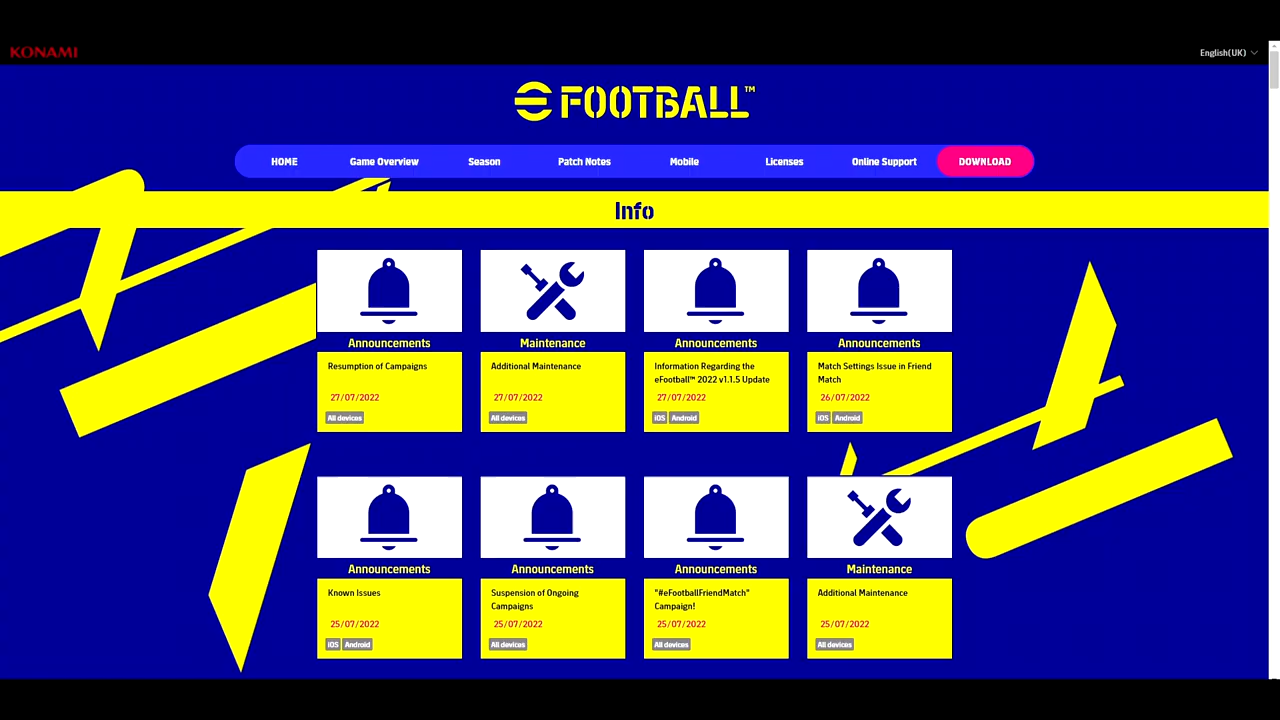 KONAMI
English(UK)
FOOTBALL™
HOME
Game Overview
Season
Patch Notes
Mobile
Licenses
Online Support
DOWNLOAD
Info
Announcements
Resumption of Campaigns
27/07/2022
All devices
Maintenance
Additional Maintenance
27/07/2022
All devices
Announcements
Information Regarding the
eFootball™ 2022 v1.1.5 Update
27/07/2022
iOS Android
Announcements
Match Settings Issue in Friend
Match
26/07/2022
iOS Android
Announcements
Known Issues
25/07/2022
iOS Android
Announcements
Suspension of Ongoing
Campaigns
25/07/2022
All devices
Announcements
"#eFootballFriendMatch"
Campaign!
25/07/2022
All devices
Maintenance
Additional Maintenance
25/07/2022
All devices